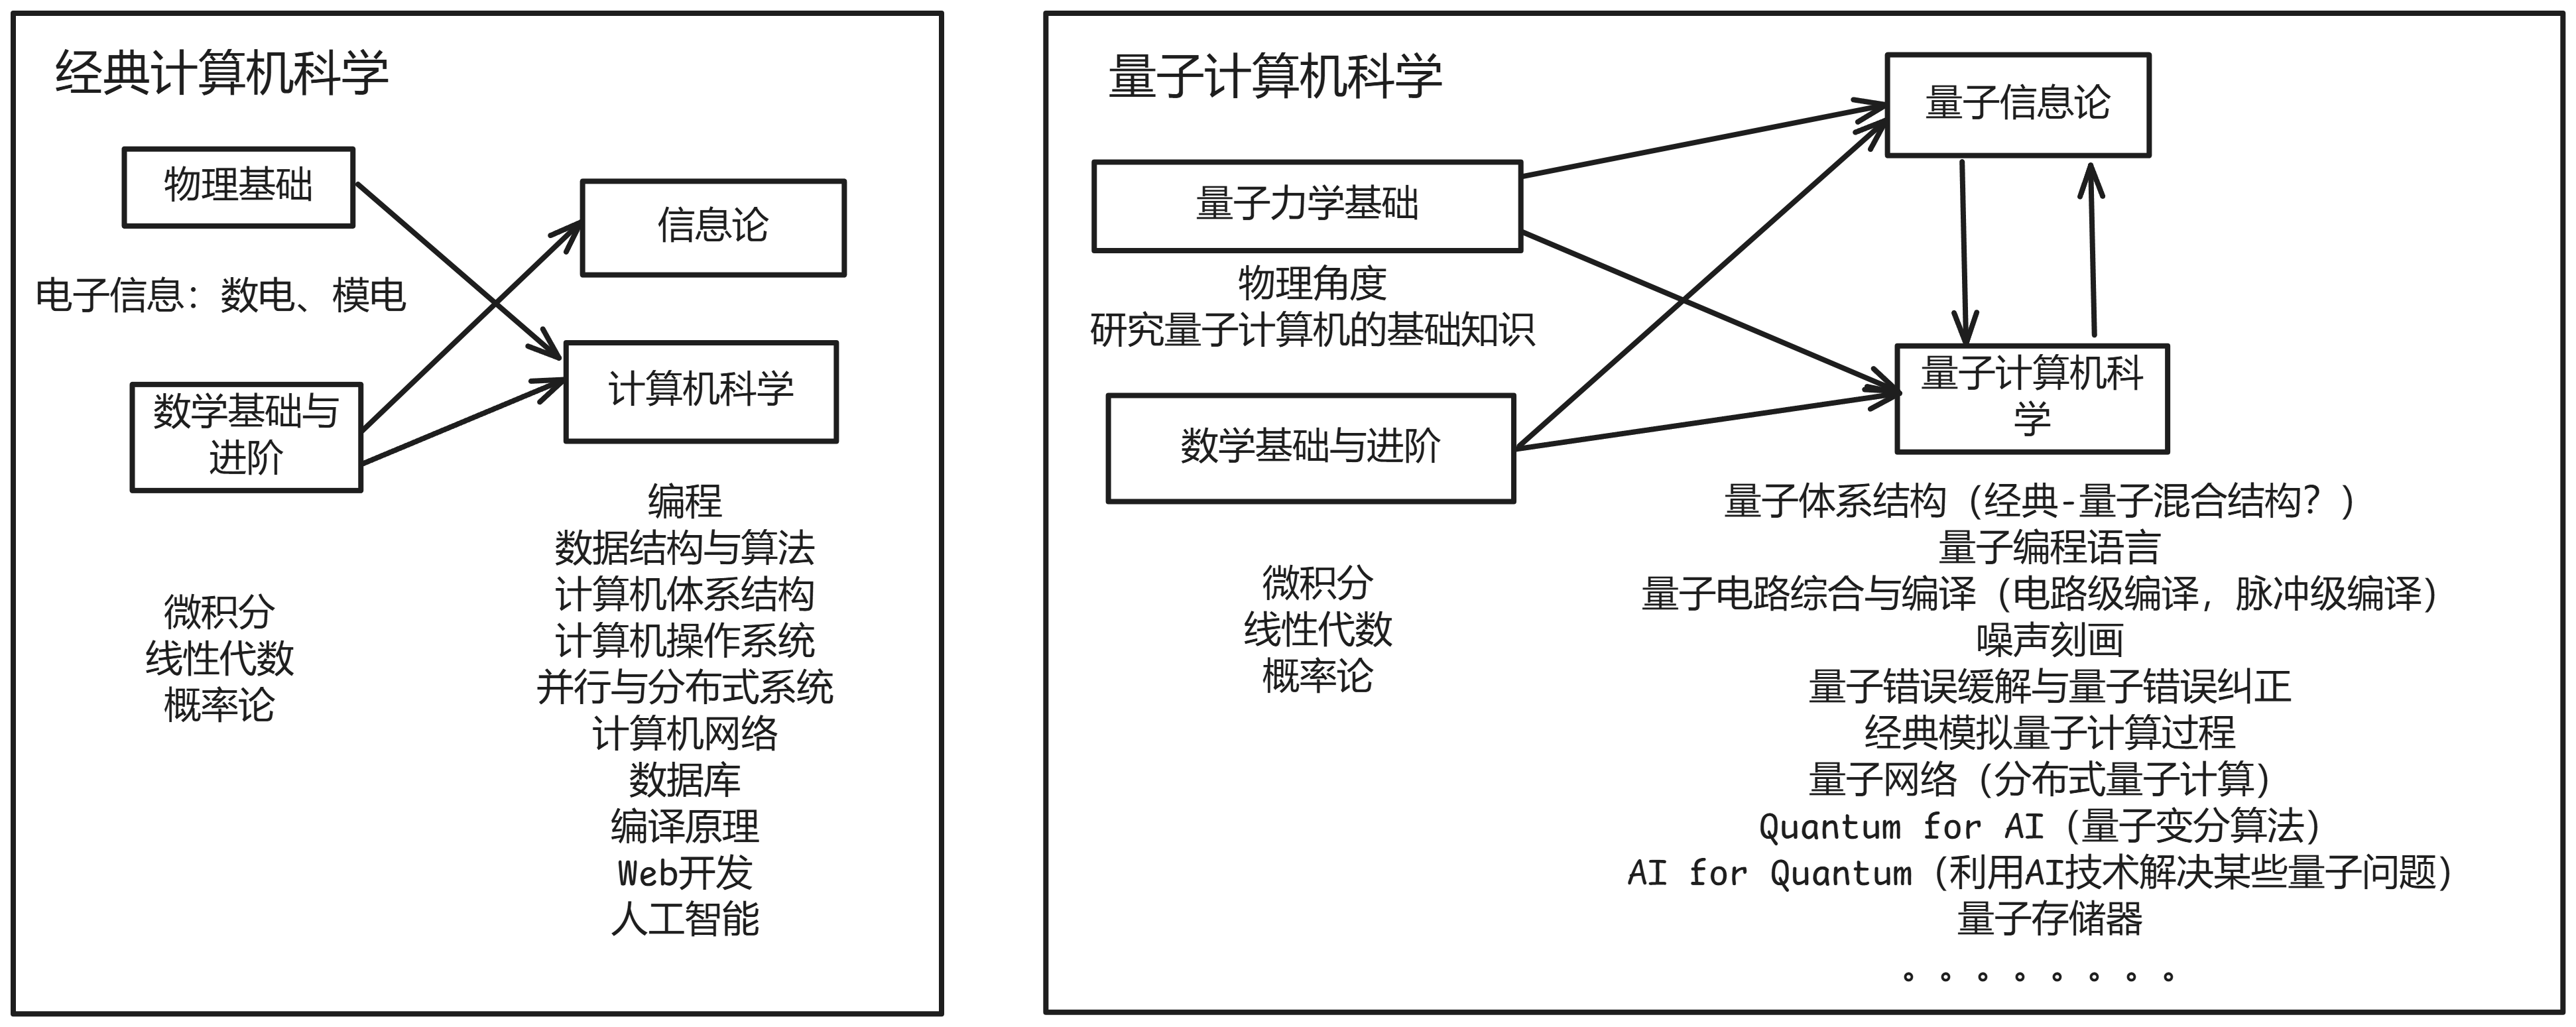 经典计算机科学
物理基础
信息论
电子信息：数电、模电
计算机科学
数学基础与
进阶
编程
数据结构与算法
计算机体系结构
计算机操作系统
并行与分布式系统
计算机网络
数据库
编译原理
Web开发
人工智能
微积分
线性代数
概率论
量子计算机科学
量子信息论
量子力学基础
物理角度
研究量子计算机的基础知识
量子计算机科
学
数学基础与进阶
微积分
线性代数
概率论
量子体系结构（经典-量子混合结构？）
量子编程语言
量子电路综合与编译（电路级编译，脉冲级编译）
噪声刻画
量子错误缓解与量子错误纠正
经典模拟量子计算过程
量子网络（分布式量子计算）
Quantum for AI（量子变分算法）
AI for Quantum（利用AI技术解决某些量子问题）
量子存储器
。。。。。。。。